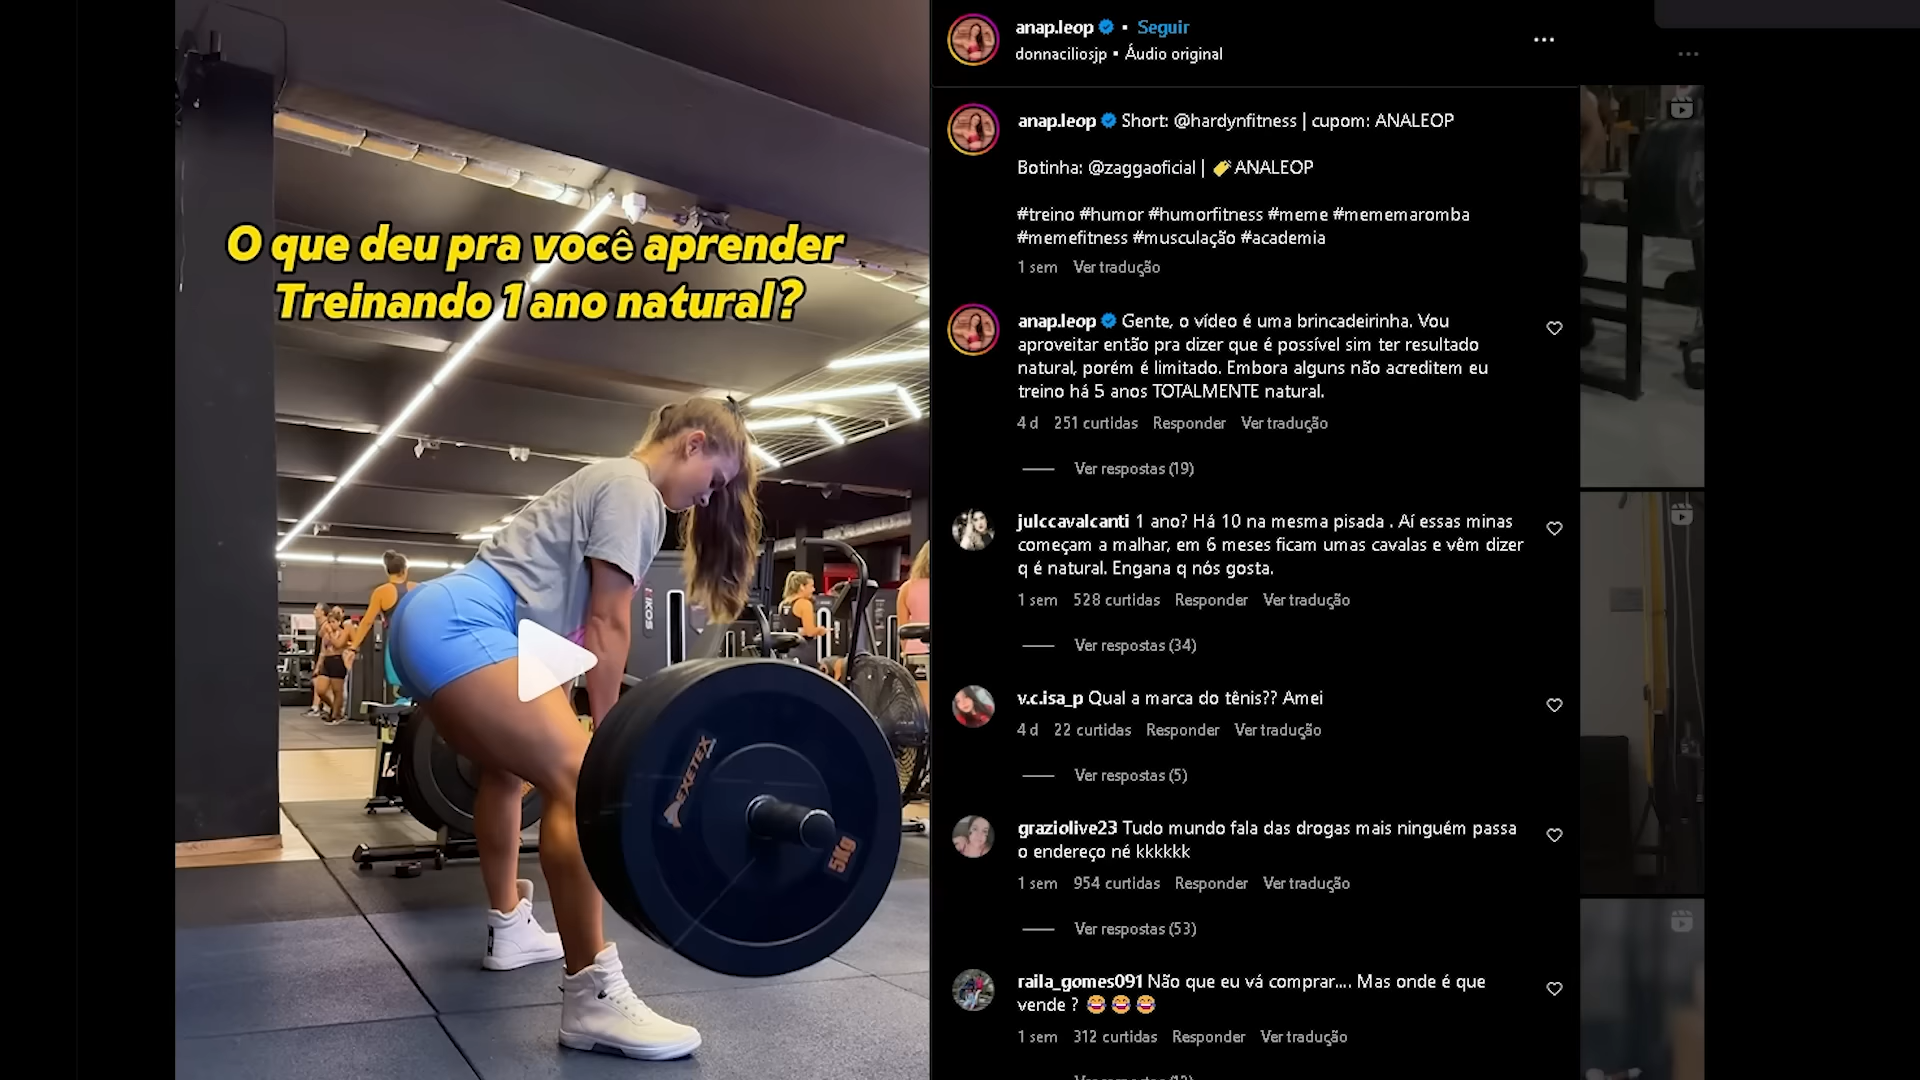 O que deu pra você aprender
Treinando 1 ano natural?
KIKOS
EXETEX
5KG
anap.leop • Seguir
donnaciliosjp • Áudio original
anap.leop Short: @hardynfitness | cupom: ANALEOP
Botinha: @zaggaoficial | 🏷️ANALEOP
#treino #humor #humorfitness #meme #mememaromba
#memefitness #musculação #academia
1 sem Ver tradução
anap.leop Gente, o vídeo é uma brincadeirinha. Vou
aproveitar então pra dizer que é possível sim ter resultado
natural, porém é limitado. Embora alguns não acreditem eu
treino há 5 anos TOTALMENTE natural.
4 d 251 curtidas Responder Ver tradução
Ver respostas (19)
julccavalcanti 1 ano? Há 10 na mesma pisada . Aí essas minas
começam a malhar, em 6 meses ficam umas cavalas e vêm dizer
q é natural. Engana q nós gosta.
1 sem 528 curtidas Responder Ver tradução
Ver respostas (34)
v.c.isa_p Qual a marca do tênis?? Amei
4 d 22 curtidas Responder Ver tradução
Ver respostas (5)
graziolive23 Tudo mundo fala das drogas mais ninguém passa
o endereço né kkkkkk
1 sem 954 curtidas Responder Ver tradução
Ver respostas (53)
raila_gomes091 Não que eu vá comprar.... Mas onde é que
vende ? 😂😂😂
1 sem 312 curtidas Responder Ver tradução